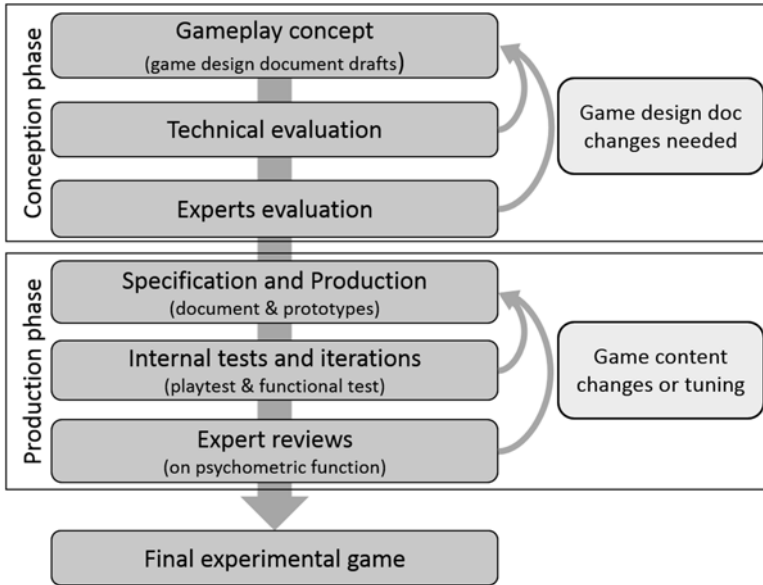 Conception phase
Gameplay concept
(game design document drafts)
Technical evaluation
Experts evaluation
Game design doc
changes needed
Production phase
Specification and Production
(document & prototypes)
Internal tests and iterations
(playtest & functional test)
Expert reviews
(on psychometric function)
Game content
changes or tuning
Final experimental game